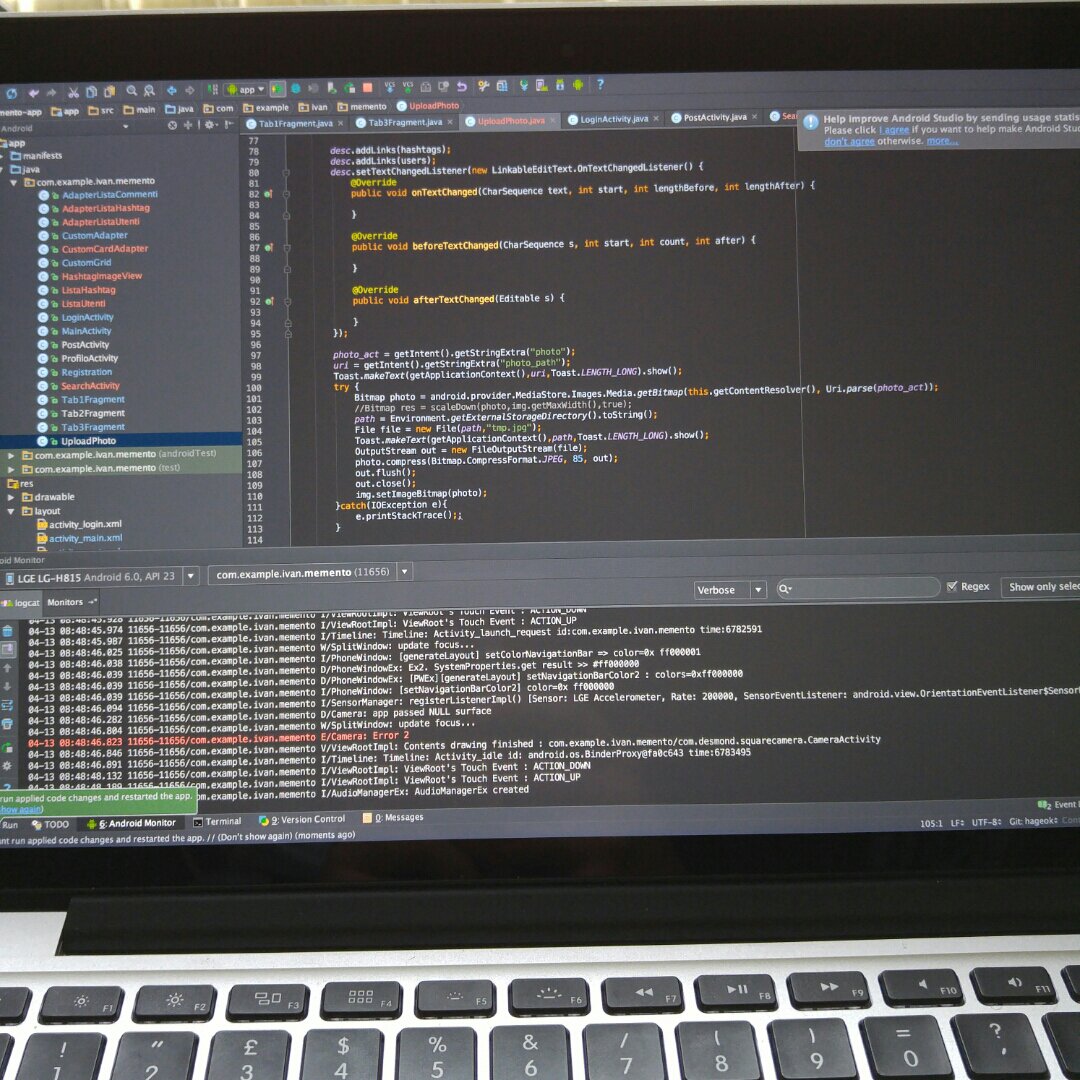 app
mento-app app src main java com example ivan memento UploadPhoto
Android
Tab1Fragment.java × Tab3Fragment.java × UploadPhoto.java × LoginActivity.java × PostActivity.java × Sea
Help improve Android Studio by sending usage statis
Please click I agree if you want to help make Android Stu
don't agree otherwise. more...
app
manifests
java
com.example.ivan.memento
AdapterListaCommenti
AdapterListaHashtag
AdapterListaUtenti
CustomAdapter
CustomCardAdapter
CustomGrid
HashtagImageView
ListaHashtag
ListaUtenti
LoginActivity
MainActivity
PostActivity
ProfiloActivity
Registration
SearchActivity
Tab1Fragment
Tab2Fragment
Tab3Fragment
UploadPhoto
com.example.ivan.memento (androidTest)
com.example.ivan.memento (test)
res
drawable
layout
activity_login.xml
activity_main.xml
77
78 desc.addLinks(hashtags);
79 desc.addLinks(users);
80 desc.setTextChangedListener(new LinkableEditText.OnTextChangedListener() {
81 @Override
82 public void onTextChanged(CharSequence text, int start, int lengthBefore, int lengthAfter) {
83
84 }
85
86 @Override
87 public void beforeTextChanged(CharSequence s, int start, int count, int after) {
88
89 }
90
91 @Override
92 public void afterTextChanged(Editable s) {
93
94 }
95 });
96
97 photo_act = getIntent().getStringExtra("photo");
98 uri = getIntent().getStringExtra("photo_path");
99 Toast.makeText(getApplicationContext(),uri,Toast.LENGTH_LONG).show();
100 try {
101 Bitmap photo = android.provider.MediaStore.Images.Media.getBitmap(this.getContentResolver(), Uri.parse(photo_act));
102 //Bitmap res = scaleDown(photo,img.getMaxWidth(),true);
103 path = Environment.getExternalStorageDirectory().toString();
104 File file = new File(path,"tmp.jpg");
105 Toast.makeText(getApplicationContext(),path,Toast.LENGTH_LONG).show();
106 OutputStream out = new FileOutputStream(file);
107 photo.compress(Bitmap.CompressFormat.JPEG, 85, out);
108 out.flush();
109 out.close();
110 img.setImageBitmap(photo);
111 }catch(IOException e){
112 e.printStackTrace();;
113 }
114
oid Monitor
LGE LG-H815 Android 6.0, API 23 com.example.ivan.memento (11656)
logcat Monitors Verbose Regex Show only selec
04-13 08:48:45.928 11656-11656/com.example.ivan.memento I/ViewRootImpl: ViewRoot's Touch Event : ACTION_DOWN
04-13 08:48:45.974 11656-11656/com.example.ivan.memento I/ViewRootImpl: ViewRoot's Touch Event : ACTION_UP
04-13 08:48:45.987 11656-11656/com.example.ivan.memento I/Timeline: Timeline: Activity_launch_request id:com.example.ivan.memento time:6782591
04-13 08:48:46.025 11656-11656/com.example.ivan.memento W/SplitWindow: update focus...
04-13 08:48:46.038 11656-11656/com.example.ivan.memento I/PhoneWindow: [generateLayout] setColorNavigationBar => color=0x ff000001
04-13 08:48:46.039 11656-11656/com.example.ivan.memento D/PhoneWindowEx: Ex2. SystemProperties.get result >> #ff000000
04-13 08:48:46.039 11656-11656/com.example.ivan.memento D/PhoneWindowEx: [PWEx][generateLayout] setNavigationBarColor2 : colors=0xff000000
04-13 08:48:46.039 11656-11656/com.example.ivan.memento I/PhoneWindow: [setNavigationBarColor2] color=0x ff000000
04-13 08:48:46.094 11656-11656/com.example.ivan.memento I/SensorManager: registerListenerImpl() [Sensor: LGE Accelerometer, Rate: 200000, SensorEventListener: android.view.OrientationEventListener$Sensor
04-13 08:48:46.282 11656-11656/com.example.ivan.memento D/Camera: app passed NULL surface
04-13 08:48:46.804 11656-11656/com.example.ivan.memento W/SplitWindow: update focus...
04-13 08:48:46.823 11656-11656/com.example.ivan.memento E/Camera: Error 2
04-13 08:48:46.846 11656-11656/com.example.ivan.memento V/ViewRootImpl: Contents drawing finished : com.example.ivan.memento/com.desmond.squarecamera.CameraActivity
04-13 08:48:46.891 11656-11656/com.example.ivan.memento I/Timeline: Timeline: Activity_idle id: android.os.BinderProxy@fa0c643 time:6783495
04-13 08:48:48.132 11656-11656/com.example.ivan.memento I/ViewRootImpl: ViewRoot's Touch Event : ACTION_DOWN
com.example.ivan.memento I/ViewRootImpl: ViewRoot's Touch Event : ACTION_UP
com.example.ivan.memento I/AudioManagerEx: AudioManagerEx created
run applied code changes and restarted the app.
show again)
Run TODO 6: Android Monitor Terminal 9: Version Control 0: Messages Event
nt run applied code changes and restarted the app. // (Don't show again) (moments ago) 105:1 LF÷ UTF-8÷ Git: hageok÷ Cont
F1 F2 F3 F4 F5 F6 F7 F8 F9 F10 F11
! " £ $ % & / ( ) = ?
1 2 3 4 5 6 7 8 9 0 '